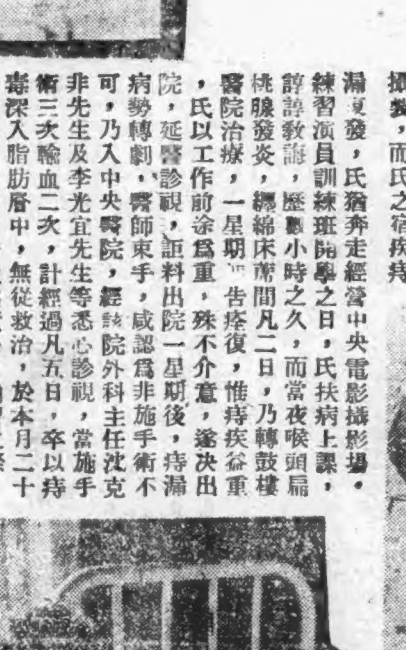 攝製，而氏之宿疾痔
漏复發，氏猶奔走經營中央電影攝影場。
練習演員訓練班開學之日，氏扶病上課，
諄諄敎誨，歷數小時之久，而當夜喉頭扁
桃腺發炎，纒綿床蓆間凡二日，乃轉鼓樓
醫院治療，一星期告痊復，惟痔疾益重
，氏以工作前途爲重，殊不介意，遂決出
院，延醫診視，詎料出院一星期後，痔漏
病勢轉劇，醫師束手，咸認爲非施手術不
可，乃入中央醫院，經該院外科主任沈克
非先生及李光宜先生等悉心診視，當施手
術三次輸血二次，計經過凡五日，卒以痔
毒深入脂肪層中，無從救治，於本月二十